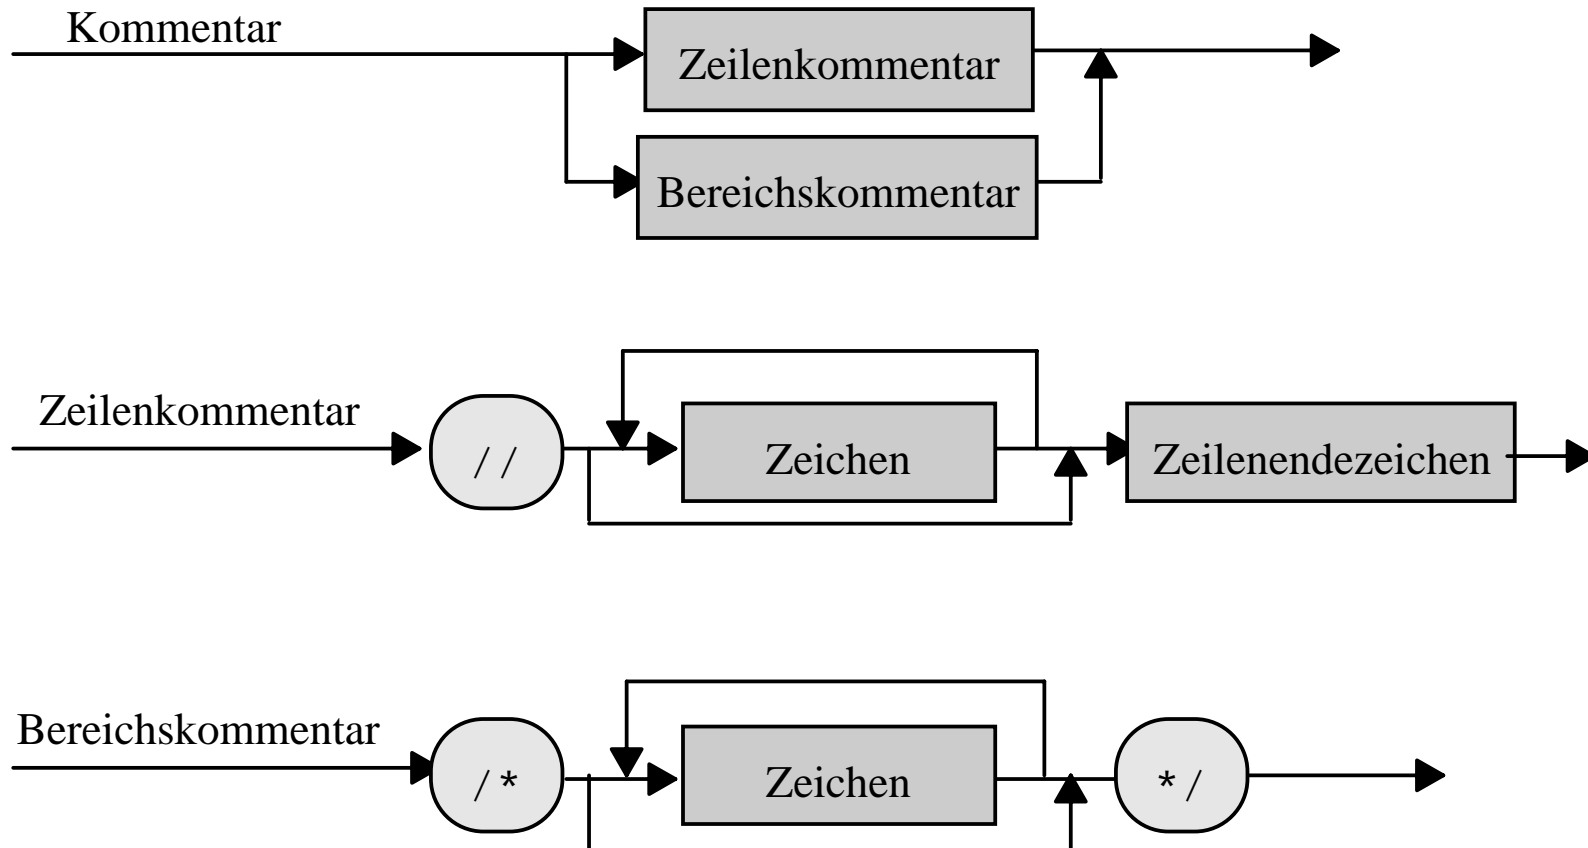 Kommentar
Zeilenkommentar
Bereichskommentar
Zeilenkommentar
//
Zeichen
Zeilenendezeichen
Bereichskommentar
/*
Zeichen
*/